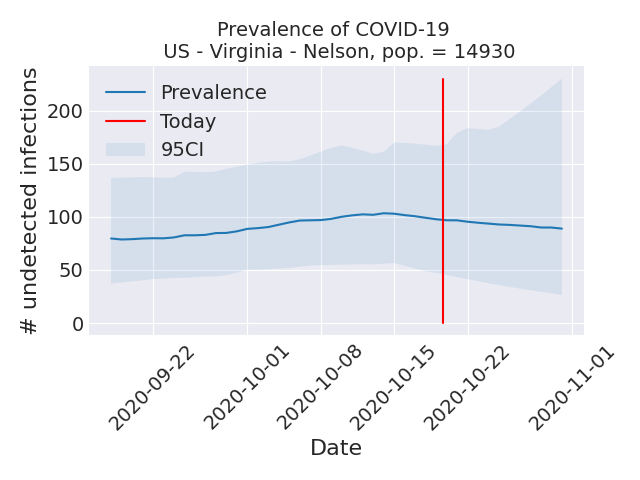 Prevalence of COVID-19
US - Virginia - Nelson, pop. = 14930
# undetected infections
200
150
100
50
0
Prevalence
Today
95CI
2020-09-22
2020-10-01
2020-10-08
2020-10-15
2020-10-22
2020-11-01
Date